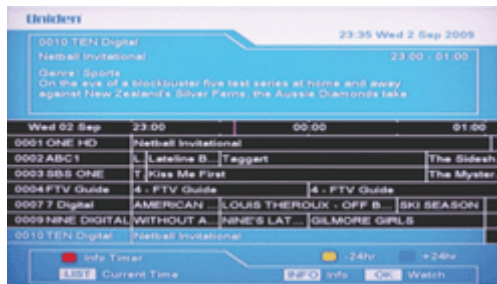 Uniden
23:35 Wed 2 Sep 2009
0010 TEN Digital
Netball Invitational 23:00 - 01:00
Genre: Sports
On the eve of a blockbuster five test series at home and away
against New Zealand's Silver Ferns, the Aussie Diamonds take
Wed 02 Sep 23:00 00:00 01:00
0001 ONE HD Netball Invitational
0002 ABC1 L Lateline B... Taggart The Sidesh
0003 SBS ONE T Kiss Me First The Myster
0004 FTV Guide 4 - FTV Guide 4 - FTV Guide
0007 7 Digital AMERICAN ... LOUIS THEROUX - OFF B... SKI SEASON
0009 NINE DIGITAL WITHOUT A... NINE'S LAT... GILMORE GIRLS
0010 TEN Digital Netball Invitational
Info Timer -24hr +24hr
LIST Current Time INFO Info OK Watch